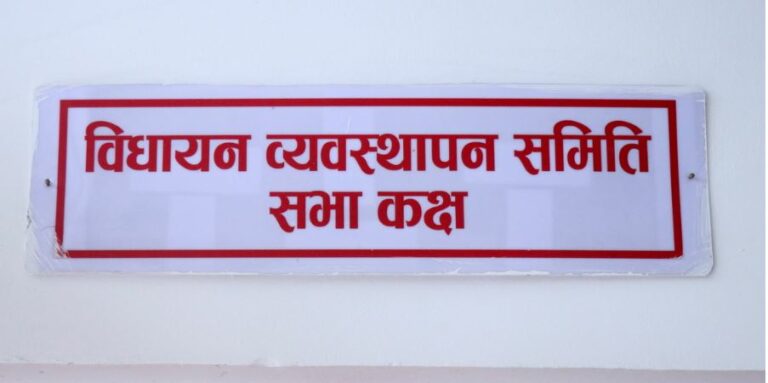 विधायन व्यवस्थापन समिति
सभा कक्ष